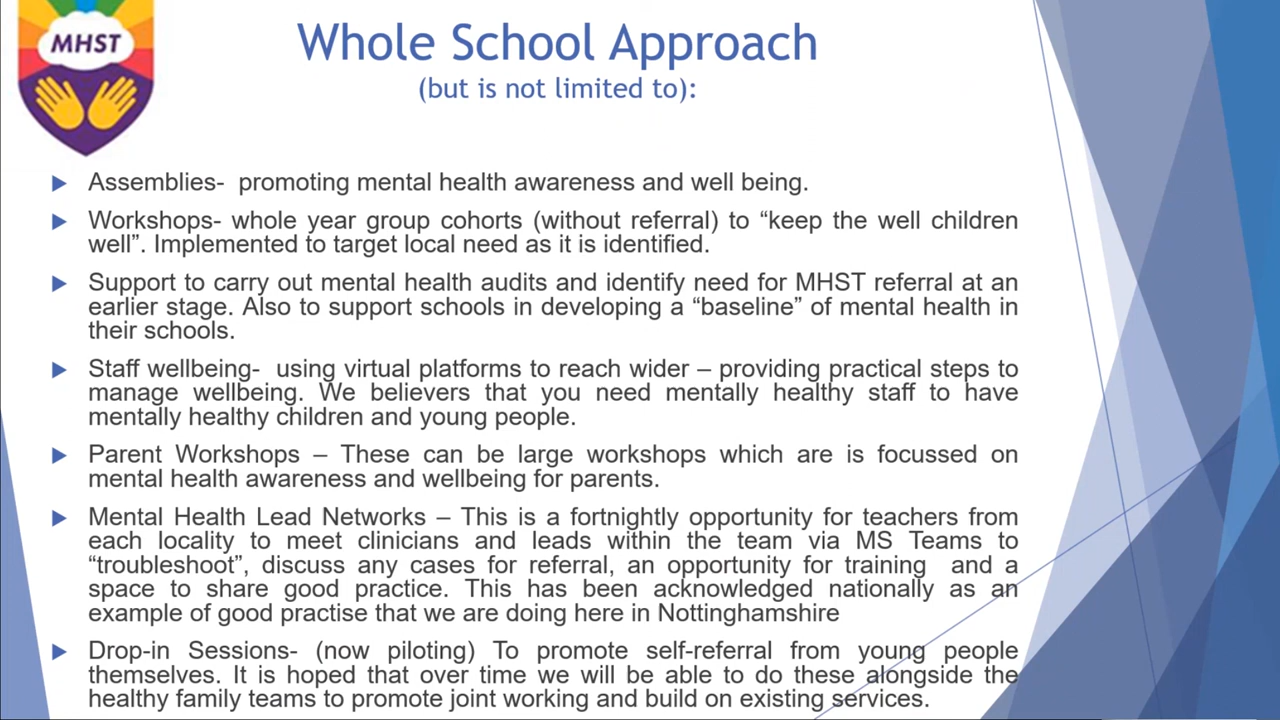 MHST
Whole School Approach
(but is not limited to):
Assemblies- promoting mental health awareness and well being.
Workshops- whole year group cohorts (without referral) to “keep the well children
well”. Implemented to target local need as it is identified.
Support to carry out mental health audits and identify need for MHST referral at an
earlier stage. Also to support schools in developing a “baseline” of mental health in
their schools.
Staff wellbeing- using virtual platforms to reach wider – providing practical steps to
manage wellbeing. We believers that you need mentally healthy staff to have
mentally healthy children and young people.
Parent Workshops – These can be large workshops which are is focussed on
mental health awareness and wellbeing for parents.
Mental Health Lead Networks – This is a fortnightly opportunity for teachers from
each locality to meet clinicians and leads within the team via MS Teams to
“troubleshoot”, discuss any cases for referral, an opportunity for training and a
space to share good practice. This has been acknowledged nationally as an
example of good practise that we are doing here in Nottinghamshire
Drop-in Sessions- (now piloting) To promote self-referral from young people
themselves. It is hoped that over time we will be able to do these alongside the
healthy family teams to promote joint working and build on existing services.